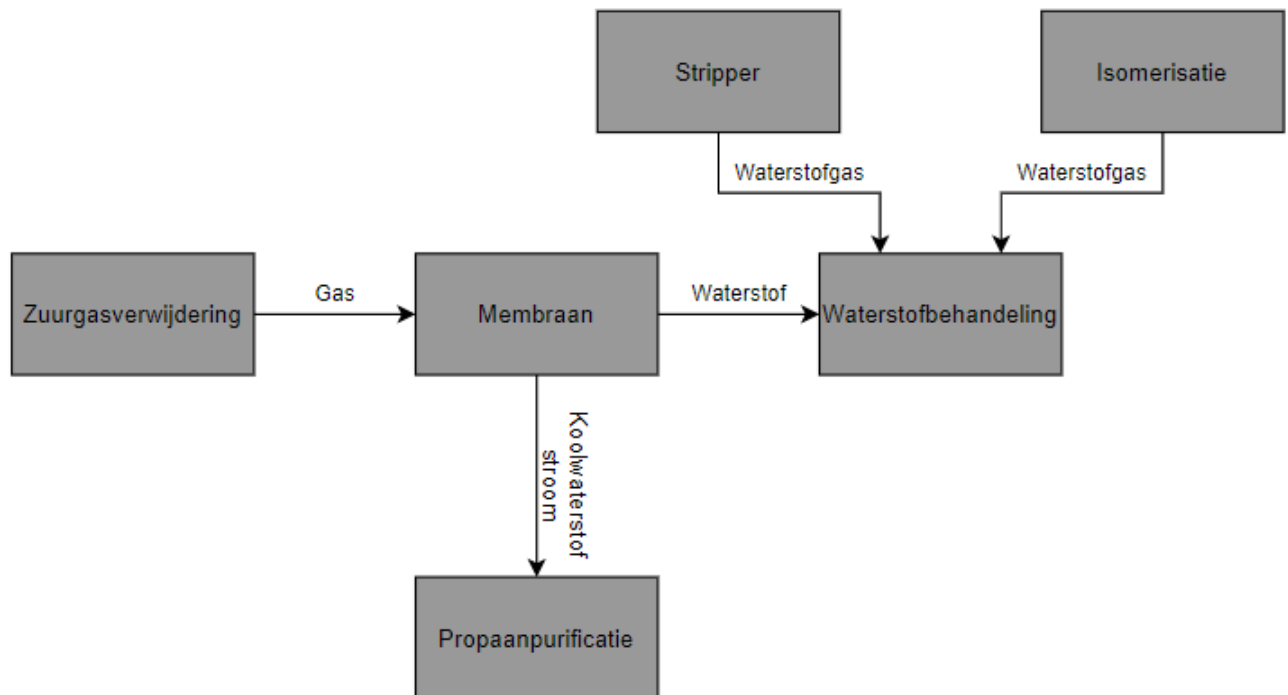 Stripper
Isomerisatie
Waterstofgas
Waterstofgas
Zuurgasverwijdering
Gas
Membraan
Waterstof
Waterstofbehandeling
Koolwaterstof
stroom
Propaanpurificatie